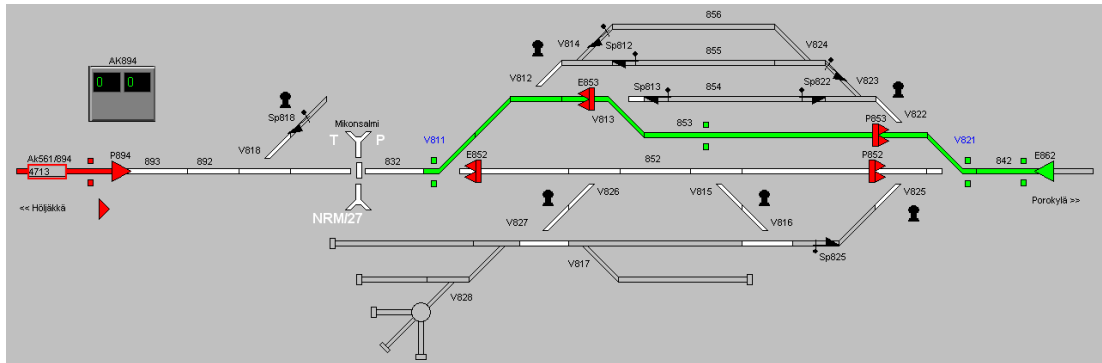 856
V814
Sp812
V824
AK894
855
0 0
V812
E853
Sp813
Sp822
V823
854
Sp818
V813
853
P853
V822
Mikonsalmi
T P
V811
V821
V818
Ak561/894
4713
P894
893
892
832
E852
852
P852
842
E862
<< Höljäkkä
NRM/27
V826
V815
V825
Porokylä >>
V827
V816
V817
Sp825
V828